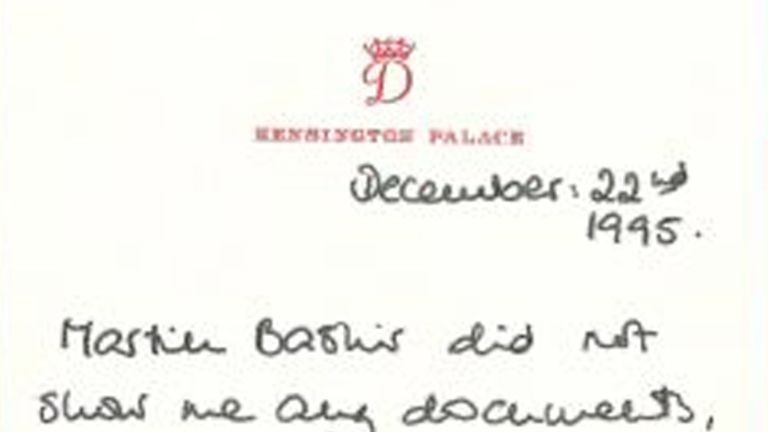 D
KENSINGTON PALACE
December: 22nd
1995.
Martin Bashir did not
show me any documents,